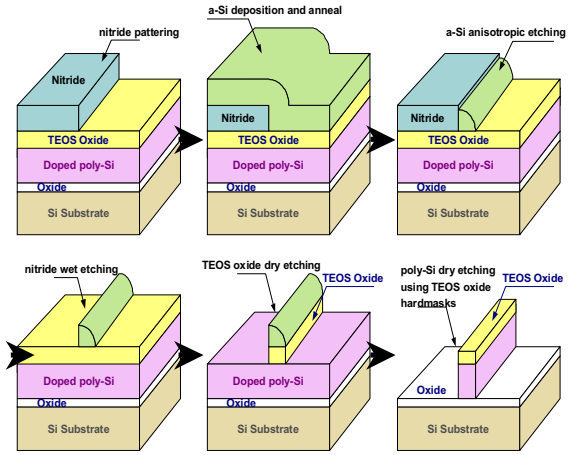 nitride pattering
Nitride
TEOS Oxide
Doped poly-Si
Oxide
Si Substrate
a-Si deposition and anneal
Nitride
TEOS Oxide
Doped poly-Si
Oxide
Si Substrate
a-Si anisotropic etching
Nitride
TEOS Oxide
Doped poly-Si
Oxide
Si Substrate
nitride wet etching
Doped poly-Si
Oxide
Si Substrate
TEOS oxide dry etching
TEOS Oxide
Doped poly-Si
Oxide
Si Substrate
poly-Si dry etching
using TEOS oxide
hardmasks
TEOS Oxide
Oxide
Si Substrate